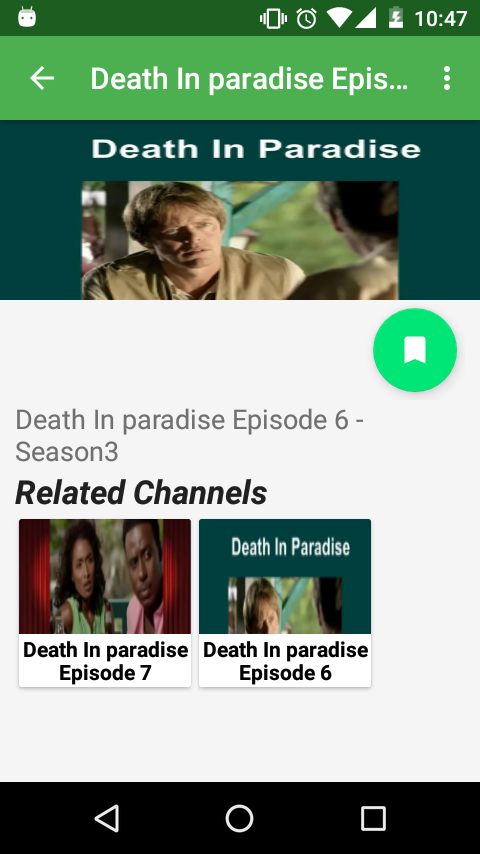 10:47
Death In paradise Epis...
Death In Paradise
Death In paradise Episode 6 -
Season3
Related Channels
Death In paradise
Episode 7
Death In Paradise
Death In paradise
Episode 6